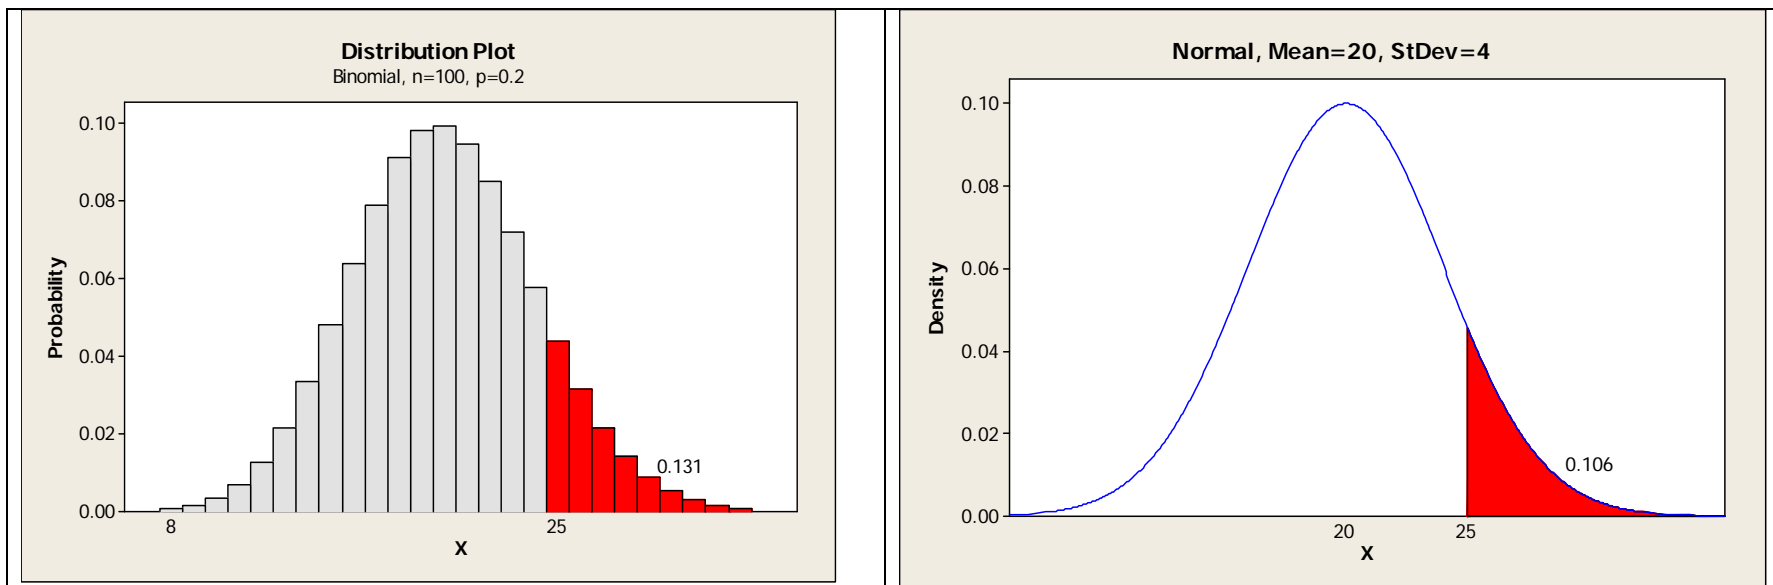 Distribution Plot
Binomial, n=100, p=0.2
0.10
0.08
0.06
0.04
0.02
0.00
Probability
0.131
8
25
X
Normal, Mean=20, StDev=4
0.10
0.08
0.06
0.04
0.02
0.00
Density
0.106
20
25
X